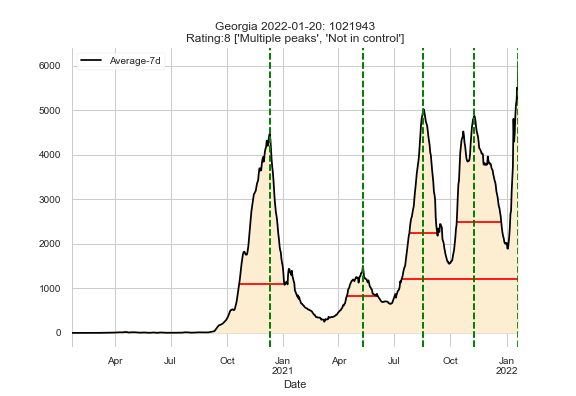 Georgia 2022-01-20: 1021943
Rating:8 ['Multiple peaks', 'Not in control']
Average-7d
6000
5000
4000
3000
2000
1000
0
Apr Jul Oct Jan Apr Jul Oct Jan
2021 2022
Date